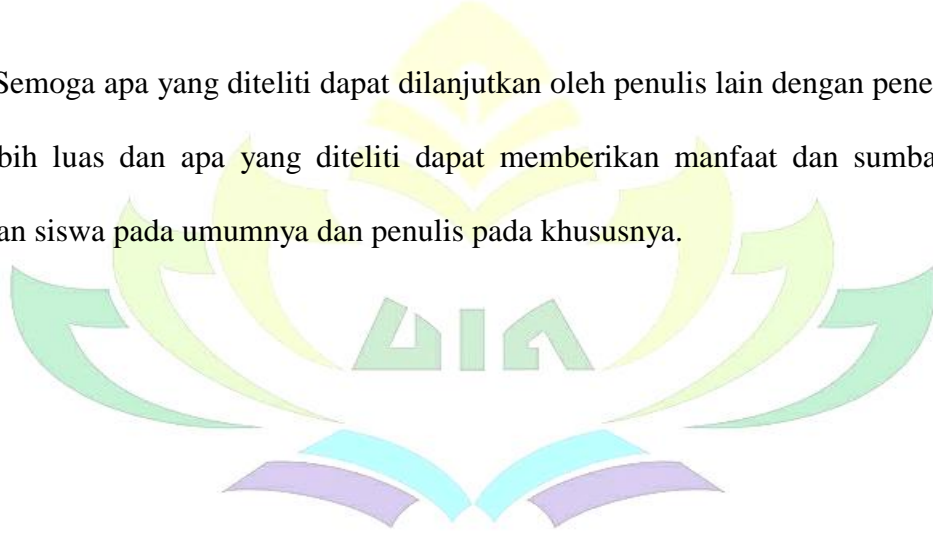 Semoga apa yang diteliti dapat dilanjutkan oleh penulis lain dengan pene
bih luas dan apa yang diteliti dapat memberikan manfaat dan sumba
an siswa pada umumnya dan penulis pada khususnya.
UIN